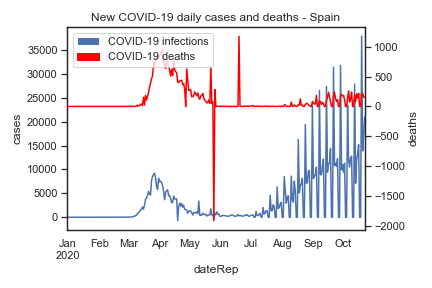 New COVID-19 daily cases and deaths - Spain
COVID-19 infections
COVID-19 deaths
35000
30000
25000
20000
15000
10000
5000
0
cases
1000
500
0
−500
−1000
−1500
−2000
deaths
Jan Feb Mar Apr May Jun Jul Aug Sep Oct
2020
dateRep